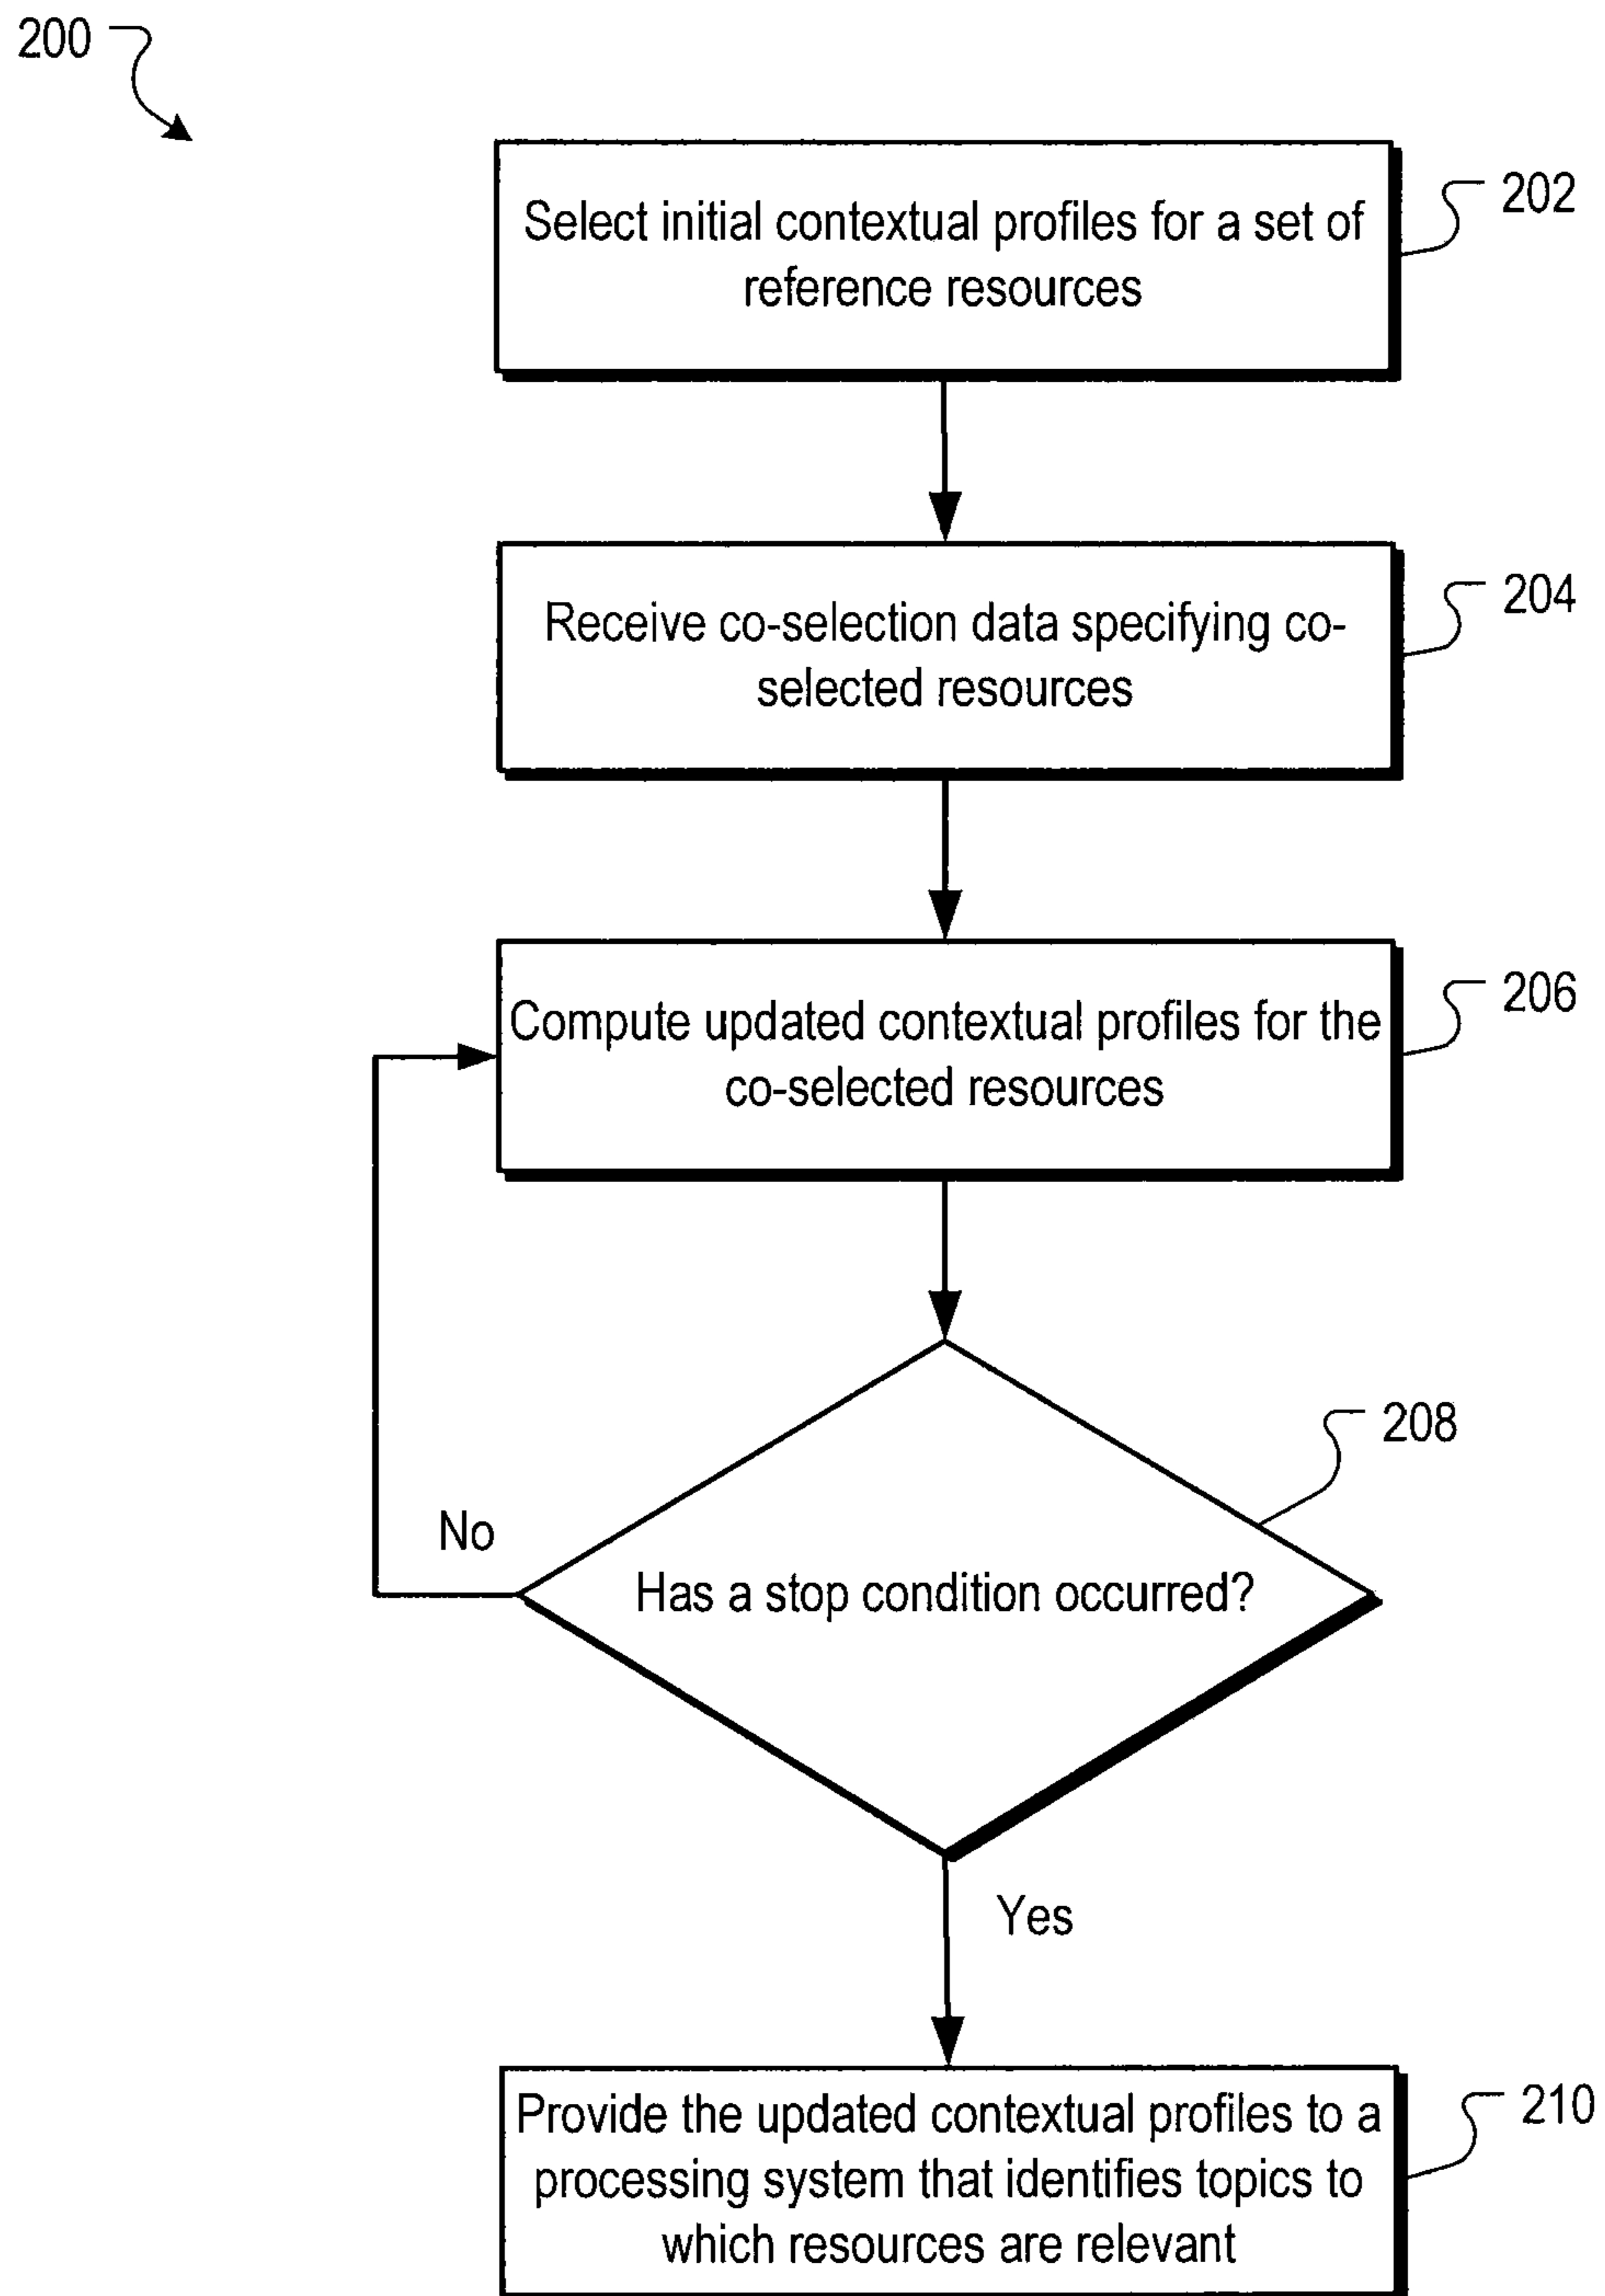 200
Select initial contextual profiles for a set of
reference resources
202
Receive co-selection data specifying co-
selected resources
204
Compute updated contextual profiles for the
co-selected resources
206
208
No
Has a stop condition occurred?
Yes
Provide the updated contextual profiles to a
processing system that identifies topics to
which resources are relevant
210